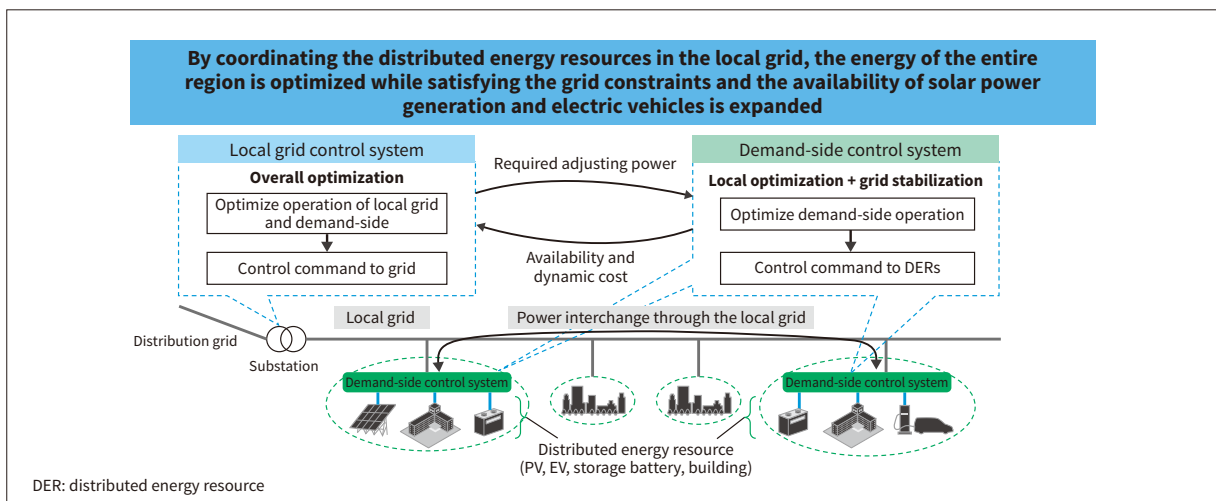 By coordinating the distributed energy resources in the local grid, the energy of the entire
region is optimized while satisfying the grid constraints and the availability of solar power
generation and electric vehicles is expanded
Local grid control system
Overall optimization
Optimize operation of local grid
and demand-side
Control command to grid
Required adjusting power
Availability and
dynamic cost
Demand-side control system
Local optimization + grid stabilization
Optimize demand-side operation
Control command to DERs
Local grid
Power interchange through the local grid
Distribution grid
Substation
Demand-side control system
Demand-side control system
Distributed energy resource
(PV, EV, storage battery, building)
DER: distributed energy resource